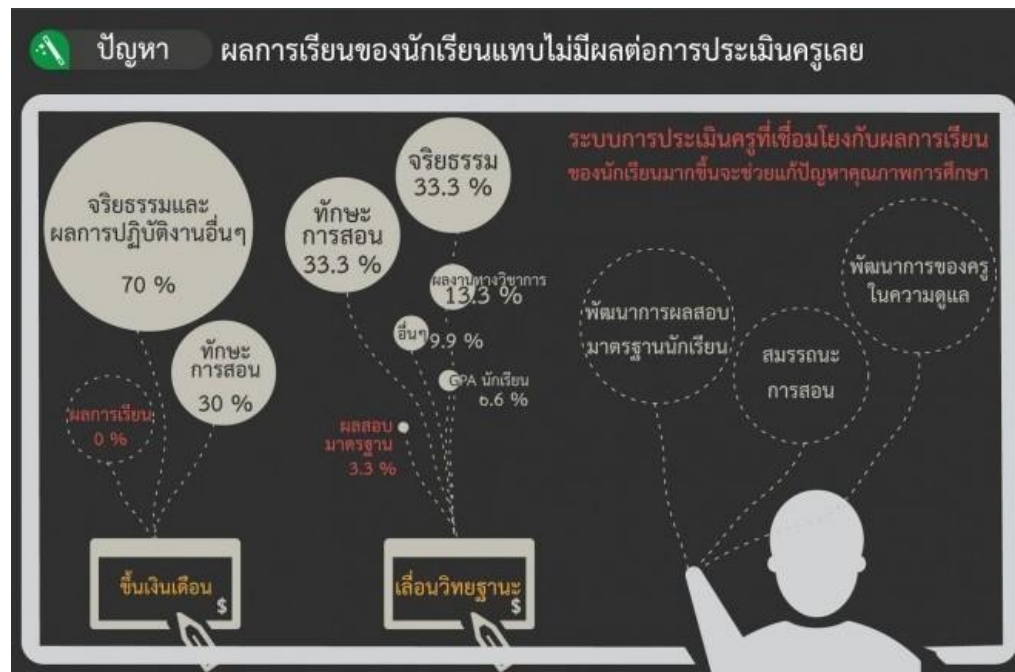 ปัญหา
ผลการเรียนของนักเรียนแทบไม่มีผลต่อการประเมินครูเลย
จริยธรรมและ
ผลการปฏิบัติงานอื่นๆ
70 %
ทักษะ
การสอน
30 %
ผลการเรียน
0 %
ขึ้นเงินเดือน
$
จริยธรรม
33.3 %
ทักษะ
การสอน
33.3 %
ผลงานทางวิชาการ
13.3 %
อื่นๆ 9.9 %
GPA นักเรียน
6.6 %
ผลสอบ
มาตรฐาน
3.3 %
เลื่อนวิทยฐานะ
$
ระบบการประเมินครูที่เชื่อมโยงกับผลการเรียน
ของนักเรียนมากขึ้นจะช่วยแก้ปัญหาคุณภาพการศึกษา
พัฒนาการผลสอบ
มาตรฐานนักเรียน
สมรรถนะ
การสอน
พัฒนาการของครู
ในความดูแล